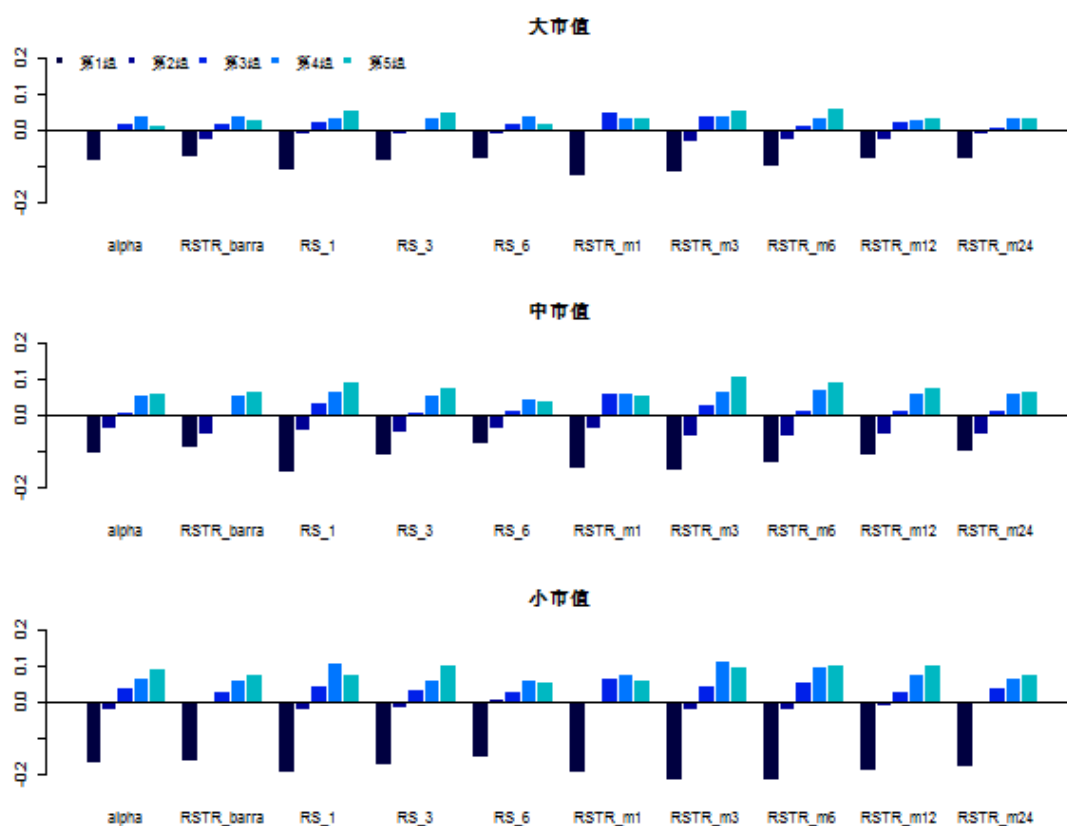 大市值
0.2
0.1
0.0
-0.2
第1组 第2组 第3组 第4组 第5组
alpha RSTR_barra RS_1 RS_3 RS_6 RSTR_m1 RSTR_m3 RSTR_m6 RSTR_m12 RSTR_m24
中市值
0.2
0.1
0.0
-0.2
alpha RSTR_barra RS_1 RS_3 RS_6 RSTR_m1 RSTR_m3 RSTR_m6 RSTR_m12 RSTR_m24
小市值
0.2
0.1
0.0
-0.2
alpha RSTR_barra RS_1 RS_3 RS_6 RSTR_m1 RSTR_m3 RSTR_m6 RSTR_m12 RSTR_m24